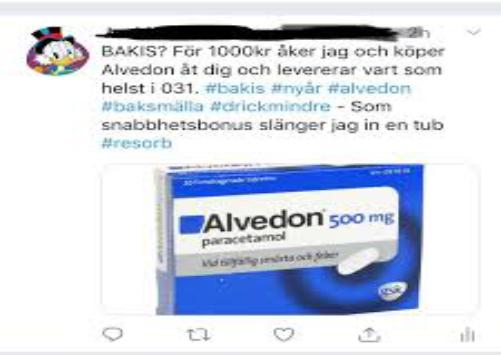 2h
BAKIS? För 1000kr åker jag och köper
Alvedon åt dig och levererar vart som
helst i 031. #bakis #nyår #alvedon
#baksmälla #drickmindre - Som
snabbhetsbonus slänger jag in en tub
#resorb
Alvedon 500 mg
paracetamol
Vid tillfällig smärta och feber
gsk